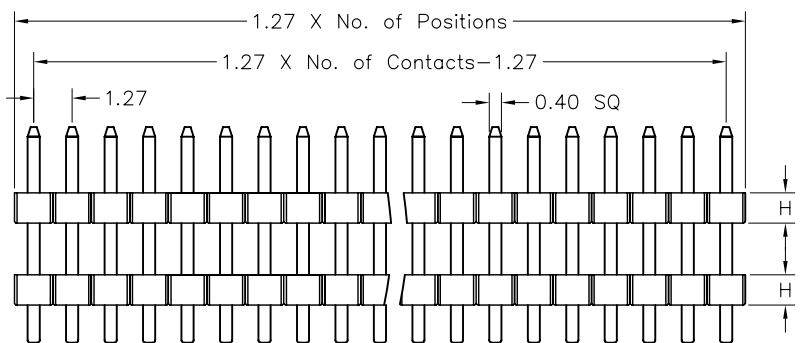 1.27 X No. of Positions
1.27 X No. of Contacts-1.27
1.27
0.40 SQ
H
H